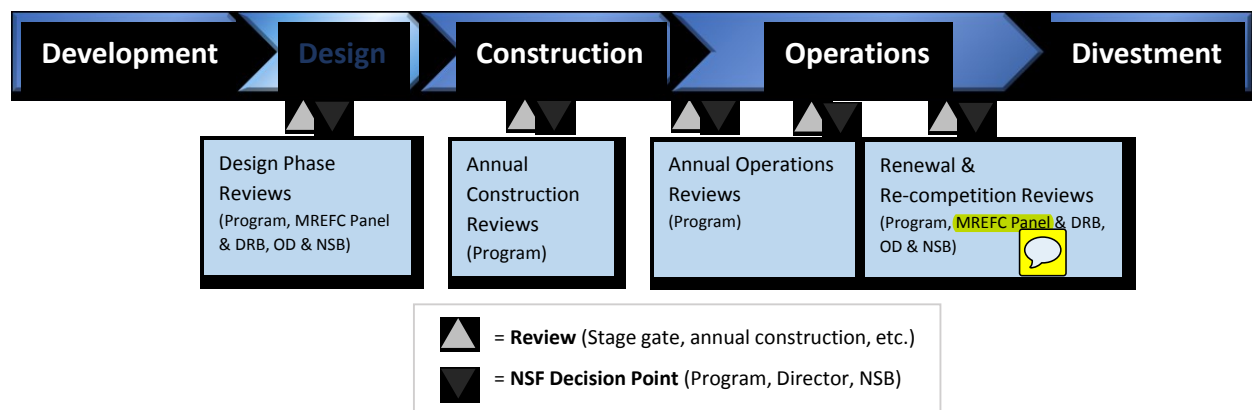 Development Design Construction Operations Divestment
Design Phase
Reviews
(Program, MREFC Panel
& DRB, OD & NSB)
Annual
Construction
Reviews
(Program)
Annual Operations
Reviews
(Program)
Renewal &
Re-competition Reviews
(Program, MREFC Panel & DRB,
OD & NSB)
= Review (Stage gate, annual construction, etc.)
= NSF Decision Point (Program, Director, NSB)